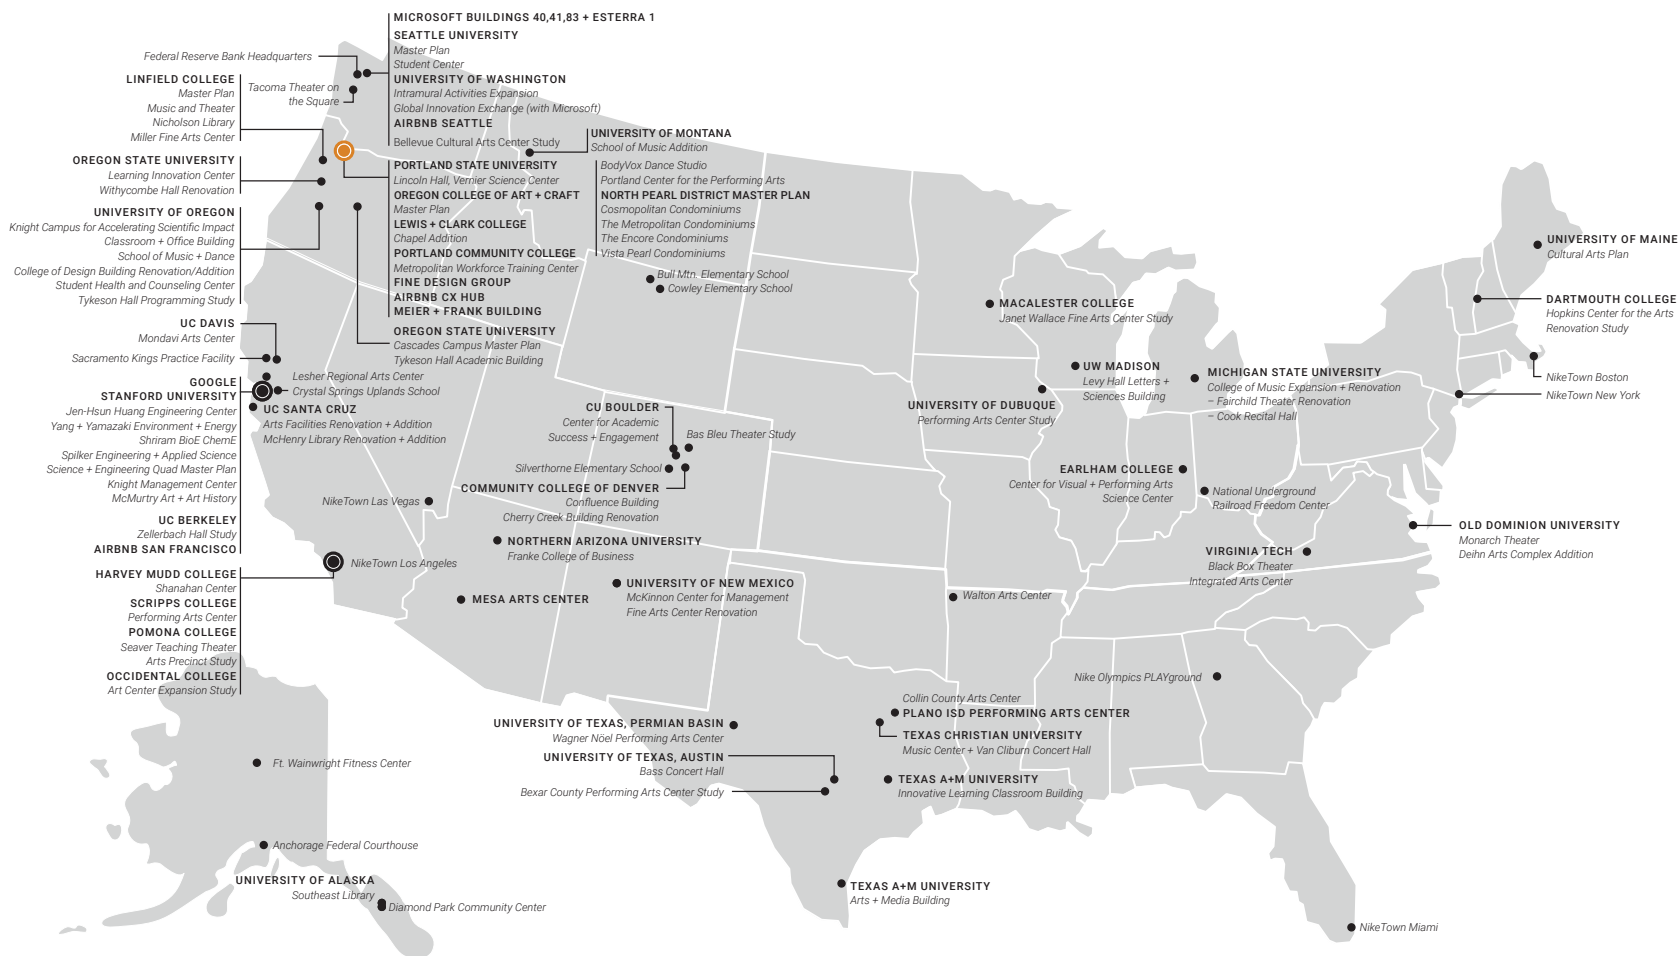 MICROSOFT BUILDINGS 40,41,83 + ESTERRA 1
SEATTLE UNIVERSITY
Master Plan
Student Center
UNIVERSITY OF WASHINGTON
Intramural Activities Expansion
Global Innovation Exchange (with Microsoft)
AIRBNB SEATTLE
Bellevue Cultural Arts Center Study
Federal Reserve Bank Headquarters
Tacoma Theater on
the Square
LINFIELD COLLEGE
Master Plan
Music and Theater
Nicholson Library
Miller Fine Arts Center
OREGON STATE UNIVERSITY
Learning Innovation Center
Withycombe Hall Renovation
UNIVERSITY OF OREGON
Knight Campus for Accelerating Scientific Impact
Classroom + Office Building
School of Music + Dance
College of Design Building Renovation/Addition
Student Health and Counseling Center
Tykeson Hall Programming Study
UNIVERSITY OF MONTANA
School of Music Addition
PORTLAND STATE UNIVERSITY
Lincoln Hall, Vernier Science Center
OREGON COLLEGE OF ART + CRAFT
Master Plan
LEWIS + CLARK COLLEGE
Chapel Addition
PORTLAND COMMUNITY COLLEGE
Metropolitan Workforce Training Center
FINE DESIGN GROUP
AIRBNB CX HUB
MEIER + FRANK BUILDING
BodyVox Dance Studio
Portland Center for the Performing Arts
NORTH PEARL DISTRICT MASTER PLAN
Cosmopolitan Condominiums
The Metropolitan Condominiums
The Encore Condominiums
Vista Pearl Condominiums
OREGON STATE UNIVERSITY
Cascades Campus Master Plan
Tykeson Hall Academic Building
Bull Mtn. Elementary School
Cowley Elementary School
UC DAVIS
Mondavi Arts Center
Sacramento Kings Practice Facility
Lesher Regional Arts Center
Crystal Springs Uplands School
GOOGLE
STANFORD UNIVERSITY
Jen-Hsun Huang Engineering Center
Yang + Yamazaki Environment + Energy
Shriram BioE ChemE
Spilker Engineering + Applied Science
Science + Engineering Quad Master Plan
Knight Management Center
McMurtry Art + Art History
UC BERKELEY
Zellerbach Hall Study
AIRBNB SAN FRANCISCO
UC SANTA CRUZ
Arts Facilities Renovation + Addition
McHenry Library Renovation + Addition
HARVEY MUDD COLLEGE
Shanahan Center
SCRIPPS COLLEGE
Performing Arts Center
POMONA COLLEGE
Seaver Teaching Theater
Arts Precinct Study
OCCIDENTAL COLLEGE
Art Center Expansion Study
NikeTown Los Angeles
NikeTown Las Vegas
CU BOULDER
Center for Academic
Success + Engagement
Bas Bleu Theater Study
Silverthorne Elementary School
COMMUNITY COLLEGE OF DENVER
Confluence Building
Cherry Creek Building Renovation
NORTHERN ARIZONA UNIVERSITY
Franke College of Business
MESA ARTS CENTER
UNIVERSITY OF NEW MEXICO
McKinnon Center for Management
Fine Arts Center Renovation
MACALESTER COLLEGE
Janet Wallace Fine Arts Center Study
UW MADISON
Levy Hall Letters +
Sciences Building
UNIVERSITY OF DUBUQUE
Performing Arts Center Study
MICHIGAN STATE UNIVERSITY
College of Music Expansion + Renovation
– Fairchild Theater Renovation
– Cook Recital Hall
EARLHAM COLLEGE
Center for Visual + Performing Arts
Science Center
National Underground
Railroad Freedom Center
UNIVERSITY OF MAINE
Cultural Arts Plan
DARTMOUTH COLLEGE
Hopkins Center for the Arts
Renovation Study
NikeTown Boston
NikeTown New York
OLD DOMINION UNIVERSITY
Monarch Theater
Deihn Arts Complex Addition
VIRGINIA TECH
Black Box Theater
Integrated Arts Center
Walton Arts Center
Nike Olympics PLAYground
Collin County Arts Center
PLANO ISD PERFORMING ARTS CENTER
TEXAS CHRISTIAN UNIVERSITY
Music Center + Van Cliburn Concert Hall
UNIVERSITY OF TEXAS, PERMIAN BASIN
Wagner Nöel Performing Arts Center
UNIVERSITY OF TEXAS, AUSTIN
Bass Concert Hall
Bexar County Performing Arts Center Study
TEXAS A+M UNIVERSITY
Innovative Learning Classroom Building
TEXAS A+M UNIVERSITY
Arts + Media Building
NikeTown Miami
Ft. Wainwright Fitness Center
Anchorage Federal Courthouse
UNIVERSITY OF ALASKA
Southeast Library
Diamond Park Community Center